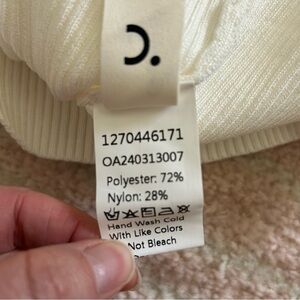 1270446171
OA240313007
Polyester: 72%
Nylon: 28%
Hand Wash Cold
With Like Colors
Not Bleach